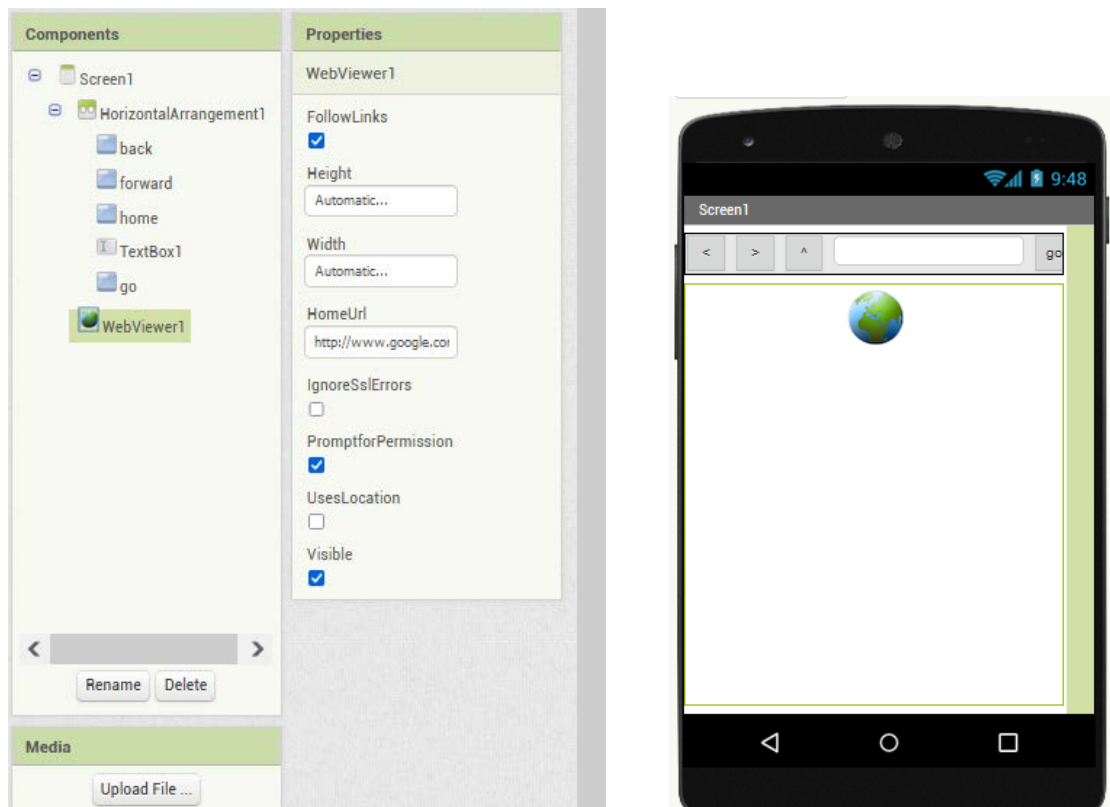 Components
Screen1
HorizontalArrangement1
back
forward
home
TextBox1
go
WebViewer1
Rename Delete
Media
Upload File ...
Properties
WebViewer1
FollowLinks
Height
Automatic...
Width
Automatic...
HomeUrl
http://www.google.cor
IgnoreSslErrors
PromptforPermission
UsesLocation
Visible
9:48
Screen1
< > ^ go